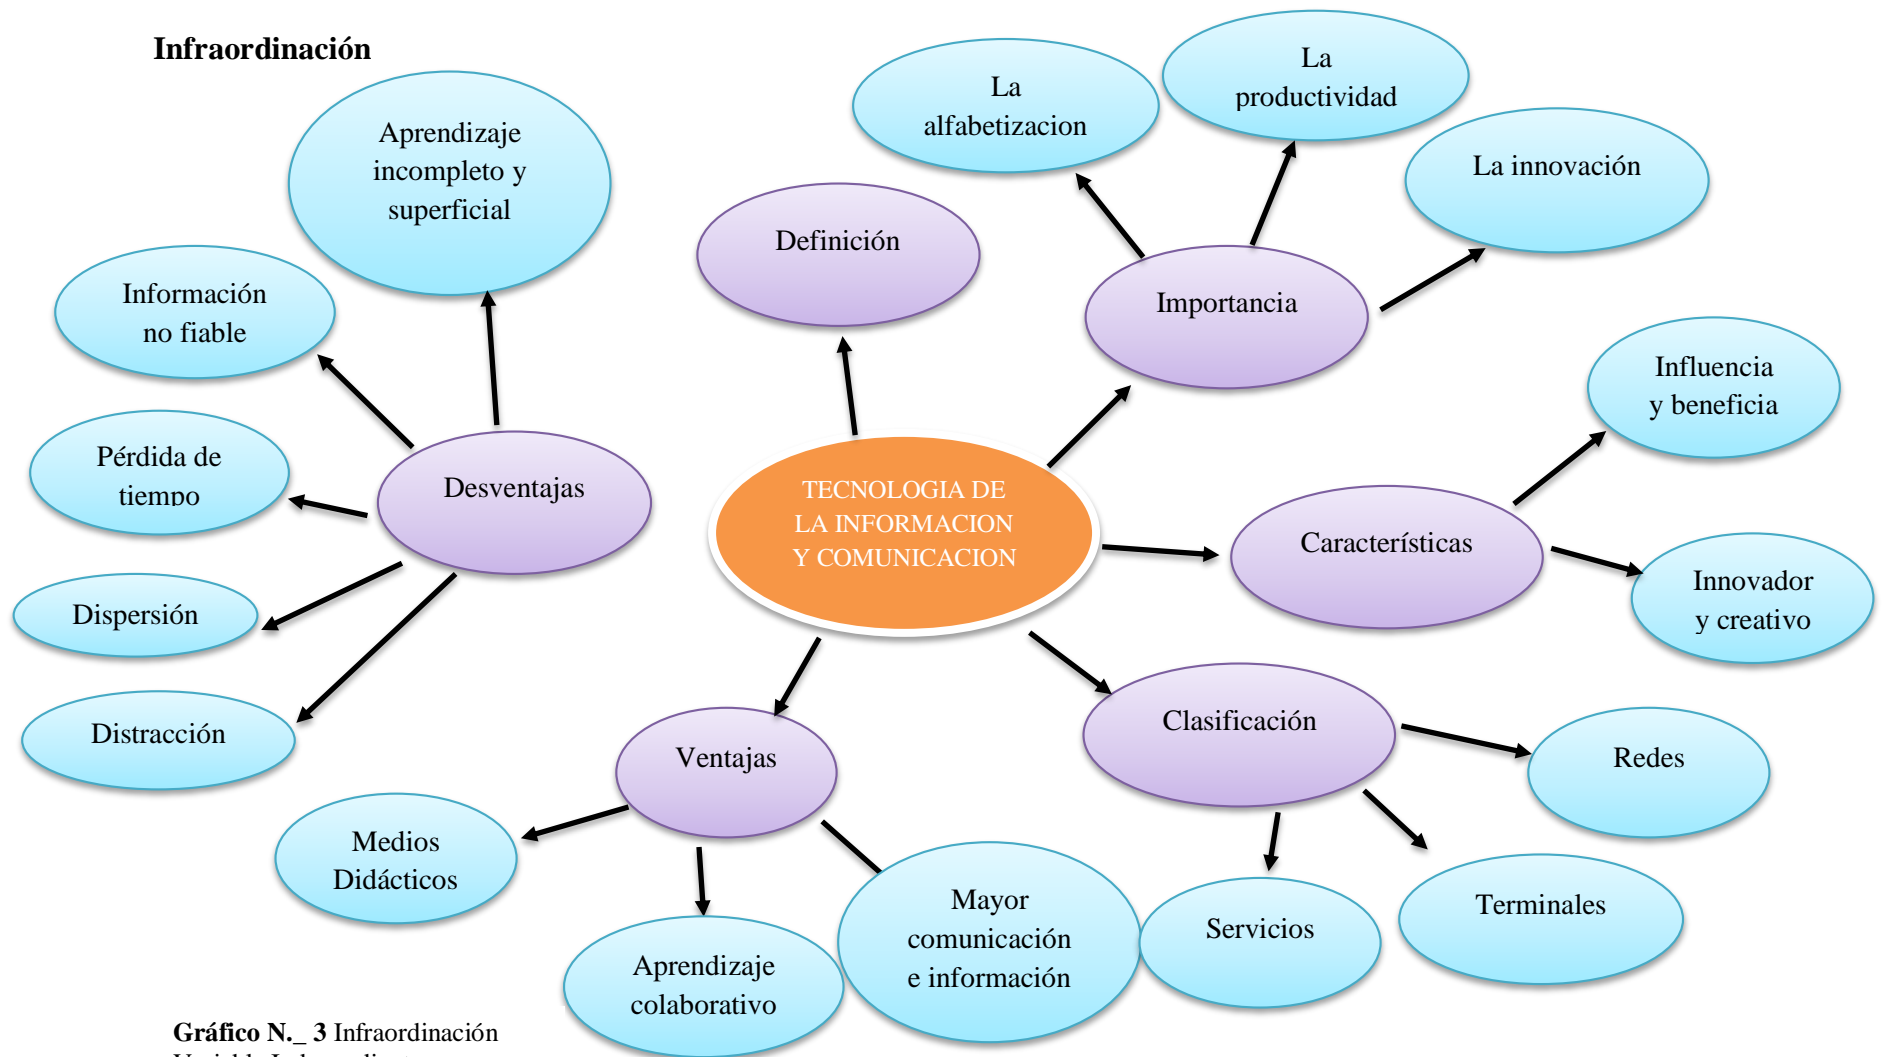 Infraordinación
Aprendizaje
incompleto y
superficial
Información
no fiable
Pérdida de
tiempo
Dispersión
Distracción
Desventajas
Definición
La
alfabetizacion
La
productividad
La innovación
Importancia
Influencia
y beneficia
Características
Innovador
y creativo
TECNOLOGIA DE
LA INFORMACION
Y COMUNICACION
Clasificación
Redes
Terminales
Servicios
Ventajas
Medios
Didácticos
Aprendizaje
colaborativo
Mayor
comunicación
e información
Gráfico N._ 3 Infraordinación